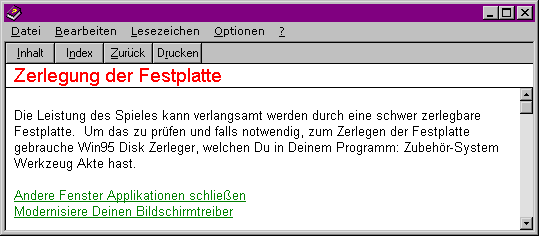 Datei Bearbeiten Lesezeichen Optionen ?
Inhalt Index Zurück Drucken
Zerlegung der Festplatte
Die Leistung des Spieles kann verlangsamt werden durch eine schwer zerlegbare
Festplatte. Um das zu prüfen und falls notwendig, zum Zerlegen der Festplatte
gebrauche Win95 Disk Zerleger, welchen Du in Deinem Programm: Zubehör-System
Werkzeug Akte hast.
Andere Fenster Applikationen schließen
Modernisiere Deinen Bildschirmtreiber